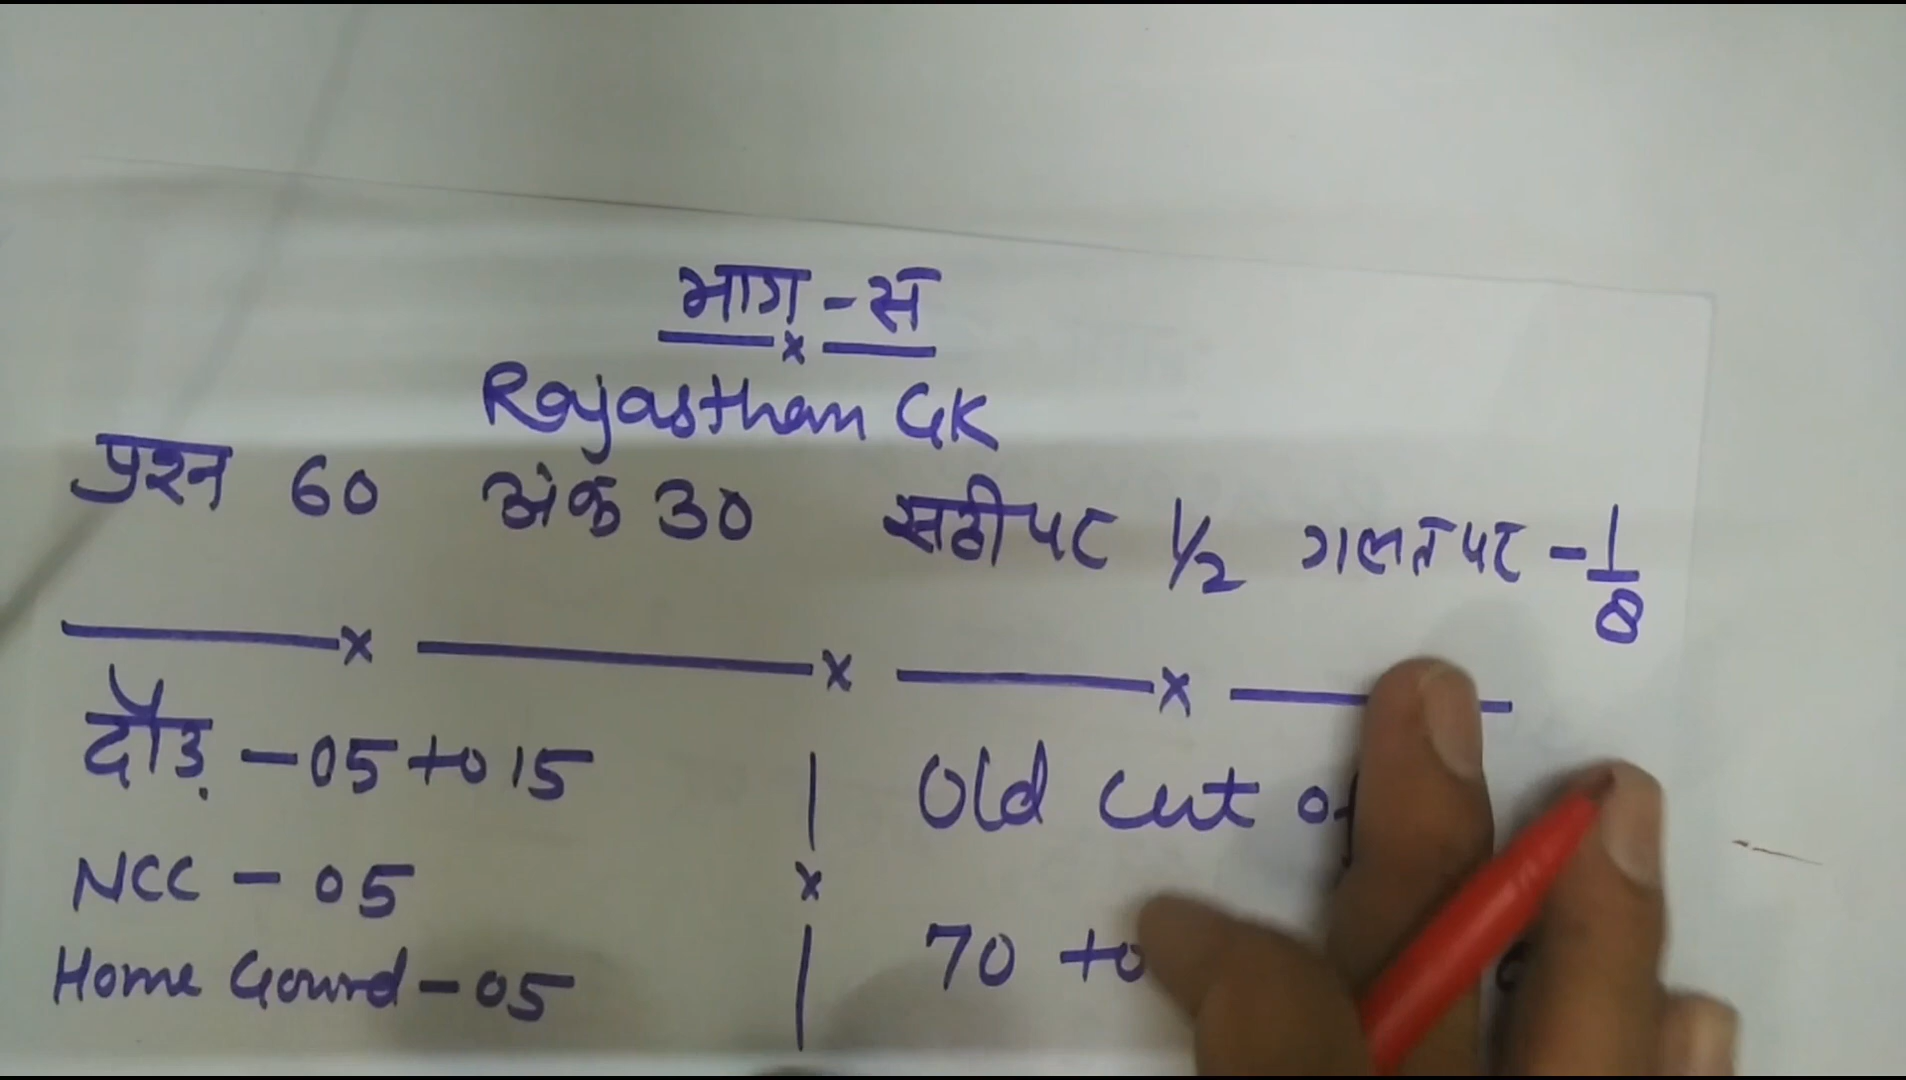 भाग - स
Rajasthan GK
प्रश्न 60 अंक 30 सही पर 1/2 गलत पर - 1/8
दौड़ - 05 to 15
NCC - 05
Home Gourd - 05
Old Cut
70 to